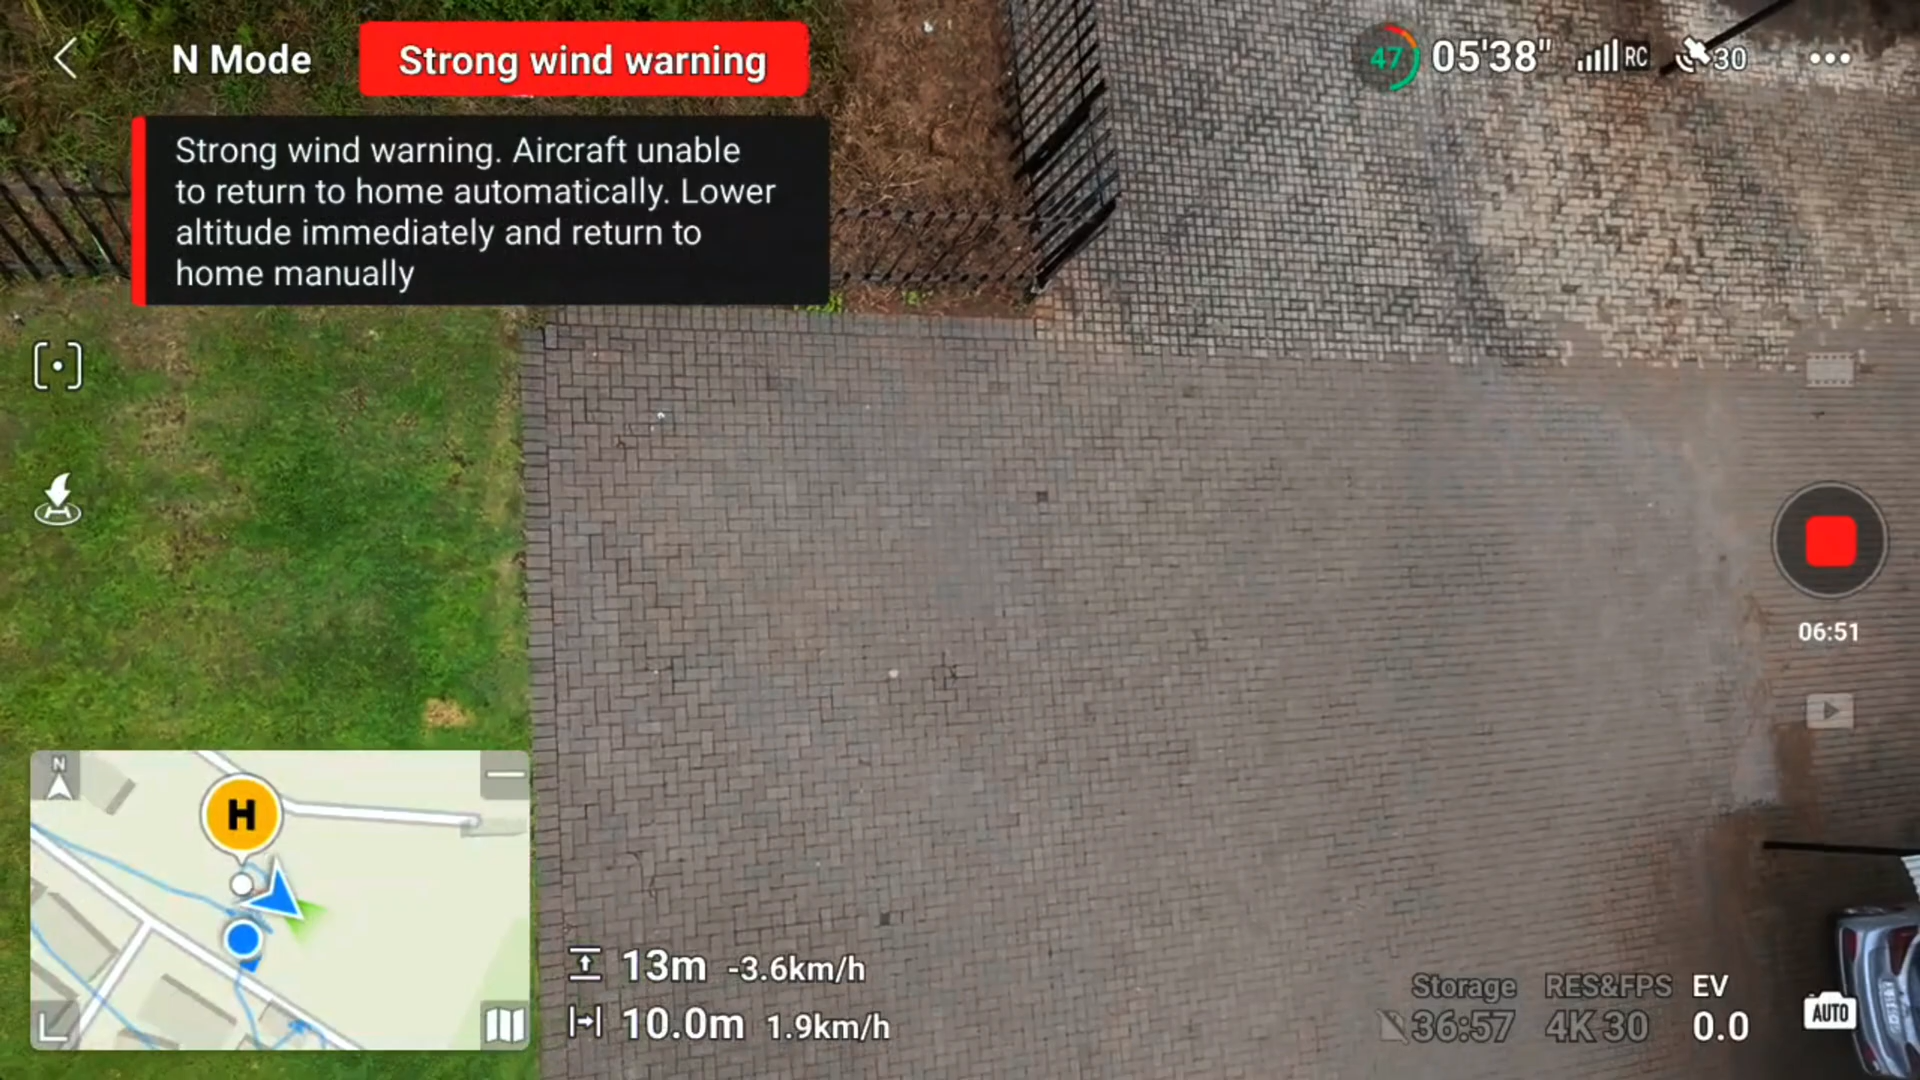 N Mode
Strong wind warning
47
05'38"
RC
30
Strong wind warning. Aircraft unable
to return to home automatically. Lower
altitude immediately and return to
home manually
06:51
N
H
13m -3.6km/h
10.0m 1.9km/h
Storage RES&FPS EV
36:57 4K 30 0.0
AUTO